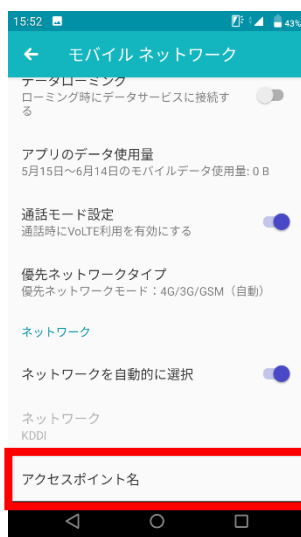 15:52
43%
モバイル ネットワーク
データローミング
ローミング時にデータサービスに接続す
る
アプリのデータ使用量
5月15日～6月14日のモバイルデータ使用量: 0 B
通話モード設定
通話時にVoLTE利用を有効にする
優先ネットワークタイプ
優先ネットワークモード：4G/3G/GSM（自動）
ネットワーク
ネットワークを自動的に選択
ネットワーク
KDDI
アクセスポイント名